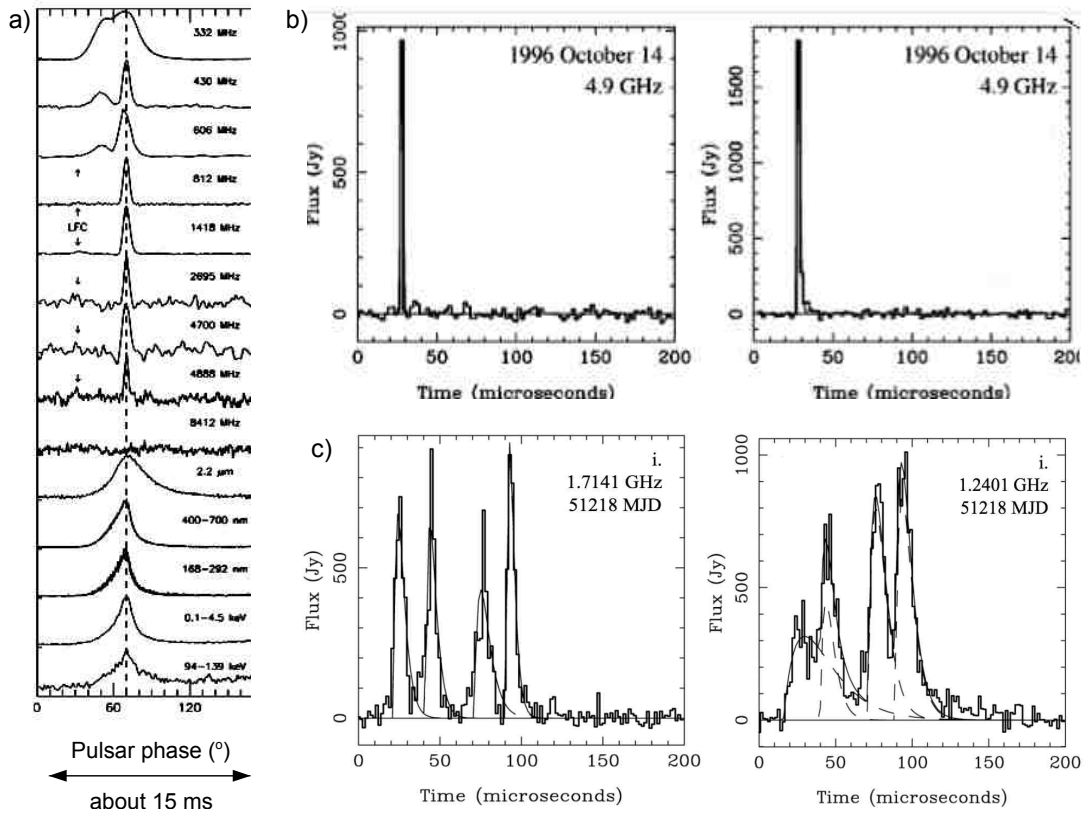 a)
332 MHz
430 MHz
606 MHz
812 MHz
LFC
1418 MHz
2695 MHz
4700 MHz
4888 MHz
8412 MHz
2.2 μm
400-700 nm
168-292 nm
0.1-4.5 keV
94-139 keV
0 60 120
Pulsar phase (º)
about 15 ms
b)
1996 October 14
4.9 GHz
Flux (Jy)
0 500 1000
0 50 100 150 200
Time (microseconds)
1996 October 14
4.9 GHz
Flux (Jy)
0 500 1000 1500
0 50 100 150 200
Time (microseconds)
c)
i.
1.7141 GHz
51218 MJD
Flux (Jy)
0 500
0 50 100 150 200
Time (microseconds)
i.
1.2401 GHz
51218 MJD
Flux (Jy)
0 500 1000
0 50 100 150 200
Time (microseconds)